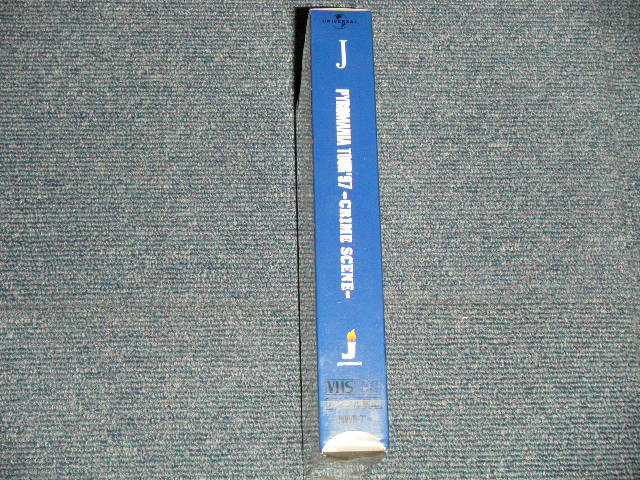 UNIVERSAL
J
PYROMANIA TOUR'97 -CRIME SCENE-
J
VHS